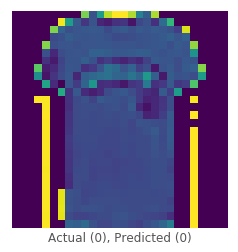 Actual (0), Predicted (0)